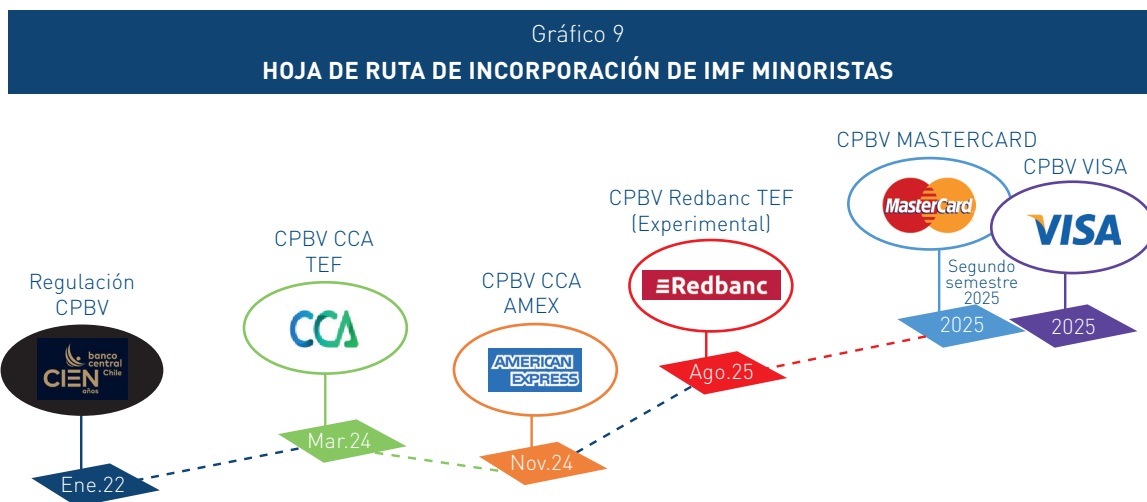 Gráfico 9
HOJA DE RUTA DE INCORPORACIÓN DE IMF MINORISTAS
Regulación
CPBV
banco
central
Chile
CIEN
años
Ene.22
CPBV CCA
TEF
CCA
Mar.24
CPBV CCA
AMEX
AMERICAN
EXPRESS
Nov.24
CPBV Redbanc TEF
(Experimental)
Redbanc
Ago.25
CPBV MASTERCARD
MasterCard
Segundo
semestre
2025
2025
CPBV VISA
VISA
2025